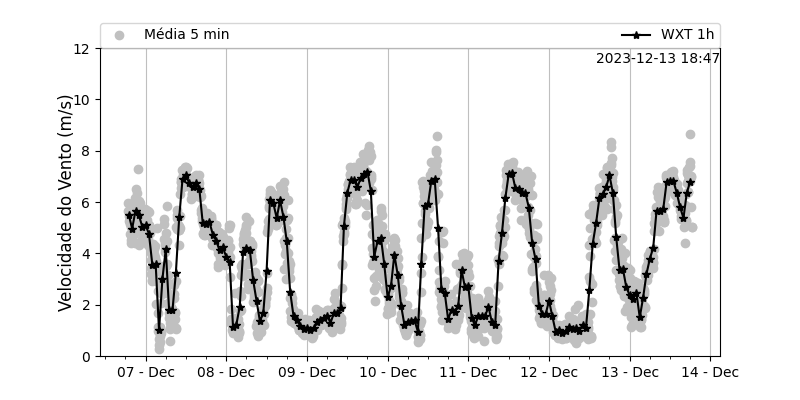 Média 5 min
WXT 1h
2023-12-13 18:47
Velocidade do Vento (m/s)
12
10
8
6
4
2
0
07 - Dec
08 - Dec
09 - Dec
10 - Dec
11 - Dec
12 - Dec
13 - Dec
14 - Dec